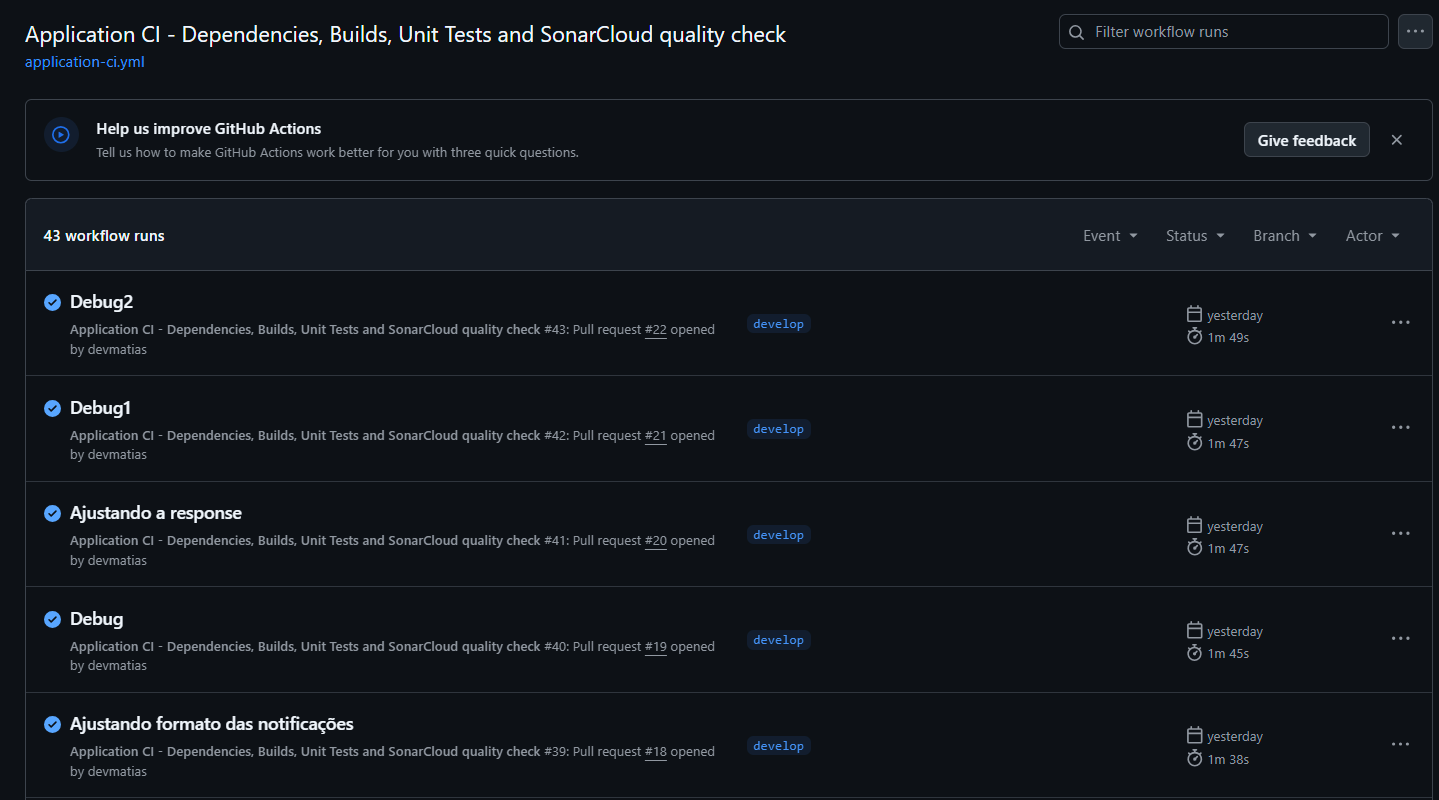 Application CI - Dependencies, Builds, Unit Tests and SonarCloud quality check
Filter workflow runs
application-ci.yml
Help us improve GitHub Actions
Tell us how to make GitHub Actions work better for you with three quick questions.
Give feedback
43 workflow runs
Event
Status
Branch
Actor
Debug2
Application CI - Dependencies, Builds, Unit Tests and SonarCloud quality check #43: Pull request #22 opened
by devmatias
develop
yesterday
1m 49s
Debug1
Application CI - Dependencies, Builds, Unit Tests and SonarCloud quality check #42: Pull request #21 opened
by devmatias
develop
yesterday
1m 47s
Ajustando a response
Application CI - Dependencies, Builds, Unit Tests and SonarCloud quality check #41: Pull request #20 opened
by devmatias
develop
yesterday
1m 47s
Debug
Application CI - Dependencies, Builds, Unit Tests and SonarCloud quality check #40: Pull request #19 opened
by devmatias
develop
yesterday
1m 45s
Ajustando formato das notificações
Application CI - Dependencies, Builds, Unit Tests and SonarCloud quality check #39: Pull request #18 opened
by devmatias
develop
yesterday
1m 38s